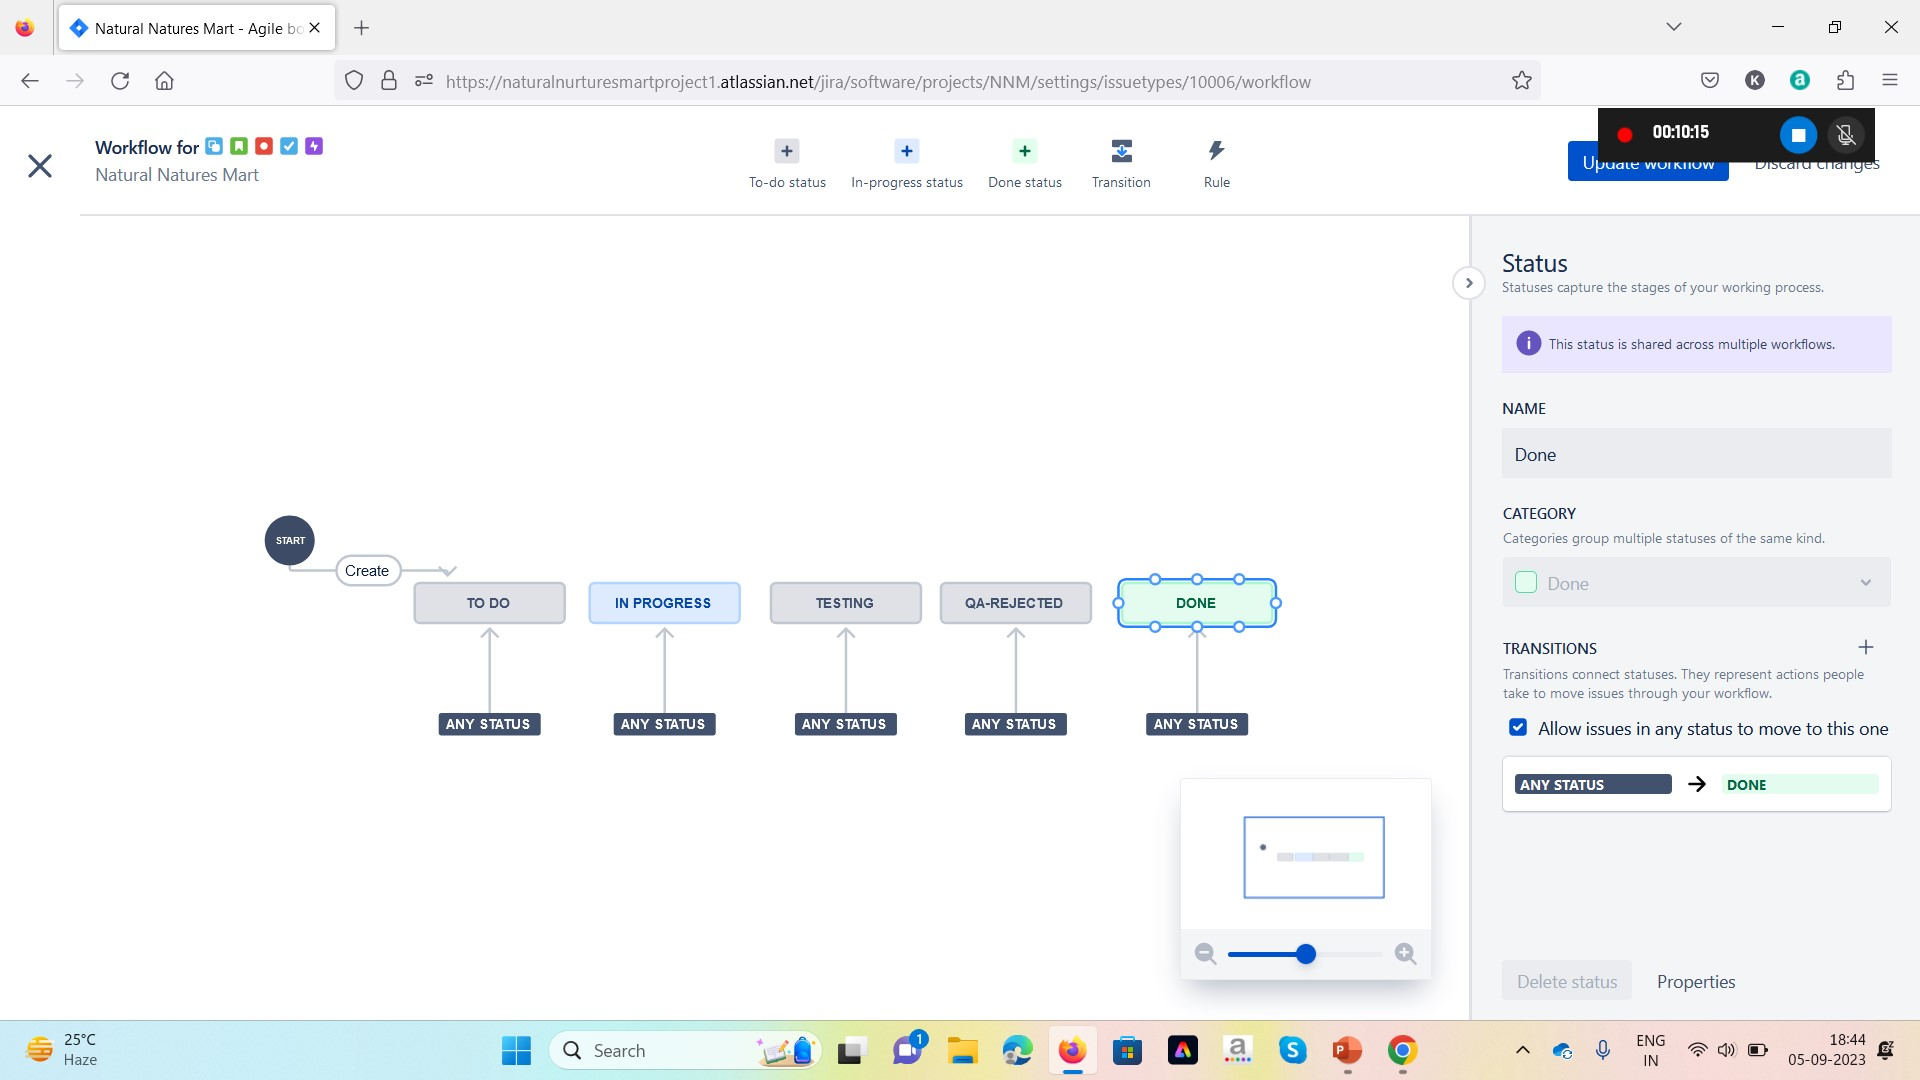 Natural Natures Mart - Agile bo
https://naturalnurturesmartproject1.atlassian.net/jira/software/projects/NNM/settings/issuetypes/10006/workflow
K
a
00:10:15
Workflow for
Natural Natures Mart
To-do status
In-progress status
Done status
Transition
Rule
Update workflow
Discard changes
Status
Statuses capture the stages of your working process.
This status is shared across multiple workflows.
NAME
Done
CATEGORY
Categories group multiple statuses of the same kind.
Done
TRANSITIONS
Transitions connect statuses. They represent actions people
take to move issues through your workflow.
Allow issues in any status to move to this one
ANY STATUS
DONE
Delete status
Properties
START
Create
TO DO
IN PROGRESS
TESTING
QA-REJECTED
DONE
ANY STATUS
ANY STATUS
ANY STATUS
ANY STATUS
ANY STATUS
25°C
Haze
Search
1
a
S
P
ENG
IN
18:44
05-09-2023